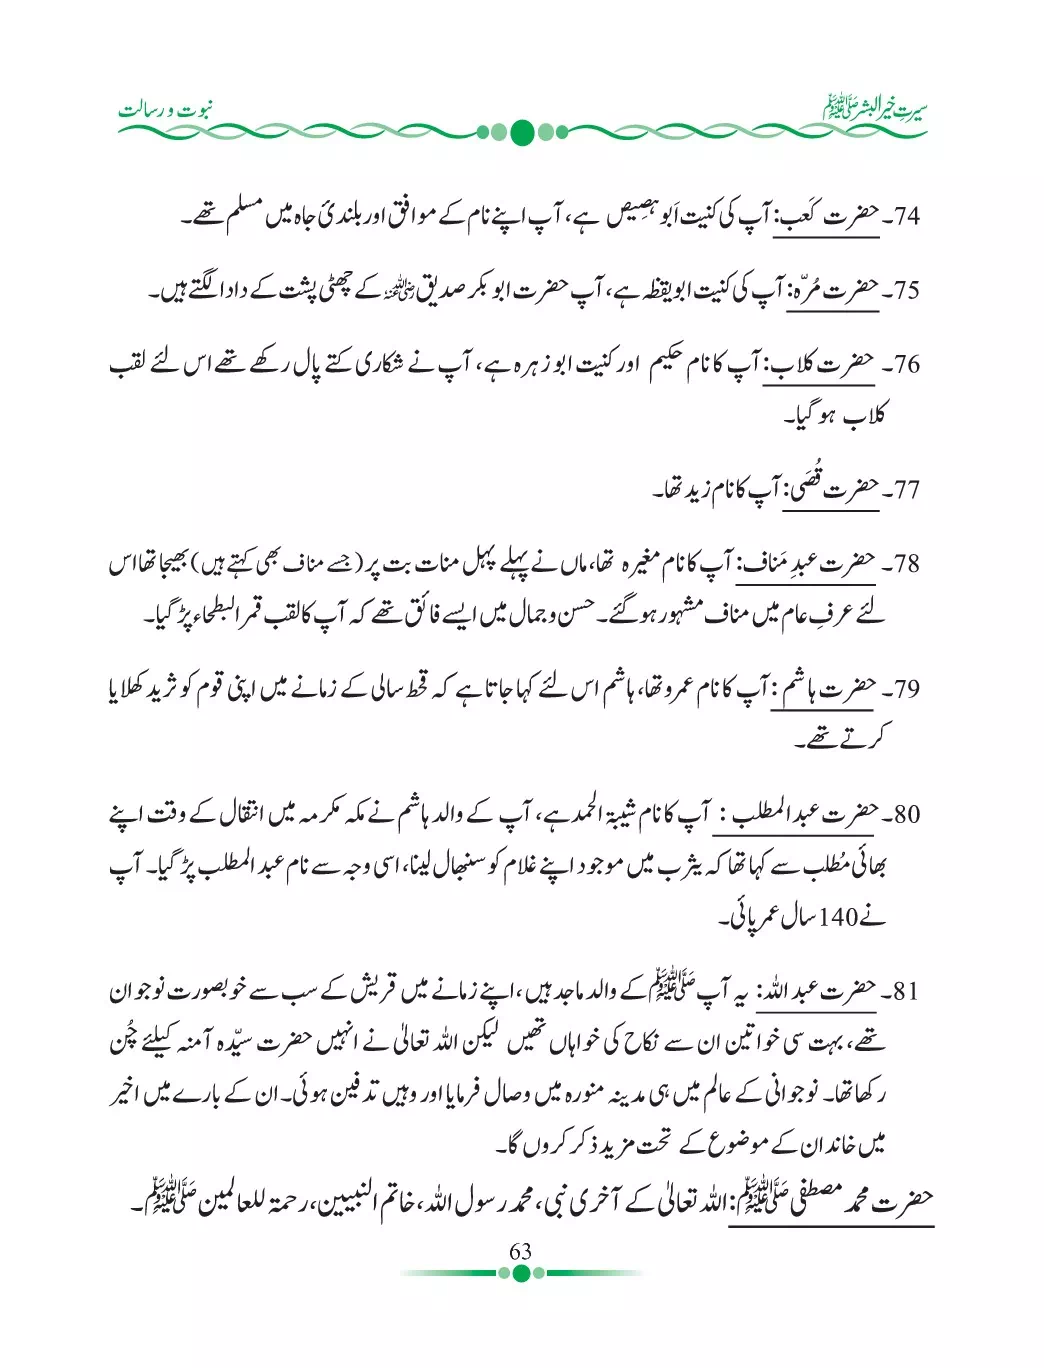 سیرتِ خیر البشر ﷺ
نبوت و رسالت
74۔ حضرت کَعب: آپ کی کنیت اَبو ہصِیص ہے، آپ اپنے نام کے موافق اور بلندیٔ جاہ میں مسلم تھے۔
75۔ حضرت مُرّہ: آپ کی کنیت ابو یقظہ ہے، آپ حضرت ابو بکر صدیق رضی اللہ عنہ کے چھٹی پشت کے دادا لگتے ہیں۔
76۔ حضرت کلاب: آپ کا نام حکیم اور کنیت ابو زہرہ ہے، آپ نے شکاری کتے پال رکھے تھے اس لئے لقب
کلاب ہو گیا۔
77۔ حضرت قُصَی: آپ کا نام زید تھا۔
78۔ حضرت عبدِ مَناف: آپ کا نام مغیرہ تھا، ماں نے پہلے پہل منات بت پر (جسے مناف بھی کہتے ہیں) بھیجا تھا اس
لئے عرفِ عام میں مناف مشہور ہو گئے۔ حسن و جمال میں ایسے فائق تھے کہ آپ کا لقب قمر البطحاء پڑ گیا۔
79۔ حضرت ہاشم : آپ کا نام عمرو تھا، ہاشم اس لئے کہا جاتا ہے کہ قحط سالی کے زمانے میں اپنی قوم کو ثرید کھلایا
کرتے تھے۔
80۔ حضرت عبد المطلب : آپ کا نام شیبۃ الحمد ہے، آپ کے والد ہاشم نے مکہ مکرمہ میں انتقال کے وقت اپنے
بھائی مُطلب سے کہا تھا کہ یثرب میں موجود اپنے غلام کو سنبھال لینا، اسی وجہ سے نام عبد المطلب پڑ گیا۔ آپ
نے 140 سال عمر پائی۔
81۔ حضرت عبد اللہ: یہ آپ ﷺ کے والد ماجد ہیں، اپنے زمانے میں قریش کے سب سے خوبصورت نوجوان
تھے، بہت سی خواتین ان سے نکاح کی خواہاں تھیں لیکن اللہ تعالیٰ نے انہیں حضرت سیّدہ آمنہ کیلئے چُن
رکھا تھا۔ نوجوانی کے عالم میں ہی مدینہ منورہ میں وصال فرمایا اور وہیں تدفین ہوئی۔ ان کے بارے میں اخیر
میں خاندان کے موضوع کے تحت مزید ذکر کروں گا۔
حضرت محمد مصطفی ﷺ: اللہ تعالیٰ کے آخری نبی، محمد رسول اللہ، خاتم النبیین، رحمۃ للعالمین ﷺ۔
63